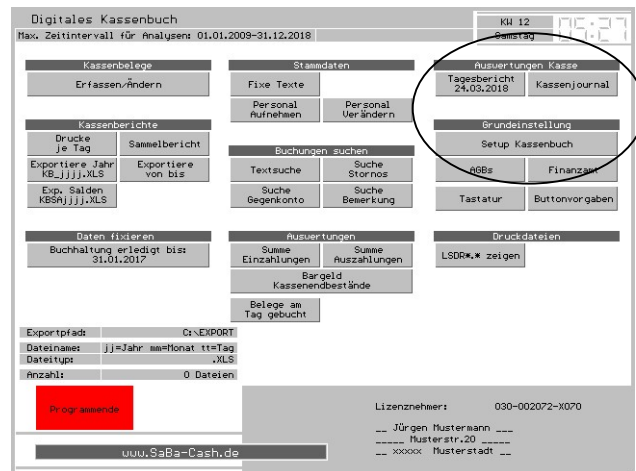 Digitales Kassenbuch
KW 12
Max. Zeitintervall für Analysen: 01.01.2009-31.12.2018
Samstag
05:27
Kassenbelege
Erfassen/Ändern
Kassenberichte
Drucke je Tag
Sammelbericht
Exportiere Jahr KB_jjjj.XLS
Exportiere von bis
Exp. Salden KBSAjjjj.XLS
Daten fixieren
Buchhaltung erledigt bis: 31.01.2017
Stammdaten
Fixe Texte
Personal Aufnehmen
Personal Verändern
Buchungen suchen
Textsuche
Suche Stornos
Suche Gegenkonto
Suche Bemerkung
Auswertungen
Summe Einzahlungen
Summe Auszahlungen
Bargeld Kassenendbestände
Belege am Tag gebucht
Auswertungen Kasse
Tagesbericht 24.03.2018
Kassenjournal
Grundeinstellung
Setup Kassenbuch
AGBs
Finanzamt
Tastatur
Buttonvorgaben
Druckdateien
LSDR*.* zeigen
Exportpfad: C:\EXPORT
Dateiname: jj=Jahr mm=Monat tt=Tag
Dateityp: .XLS
Anzahl: 0 Dateien
Programmende
www.SaBa-Cash.de
Lizenznehmer: 030-002072-X070
__ Jürgen Mustermann ___
_____ Musterstr.20 _____
__ xxxxx Musterstadt __